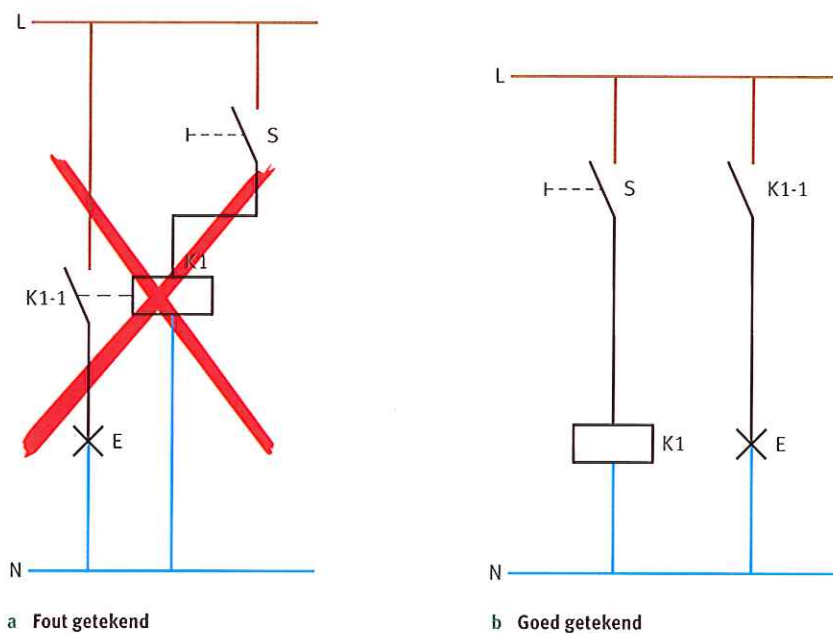 L
S
K1
K1-1
E
N
a Fout getekend
L
S
K1-1
K1
E
N
b Goed getekend